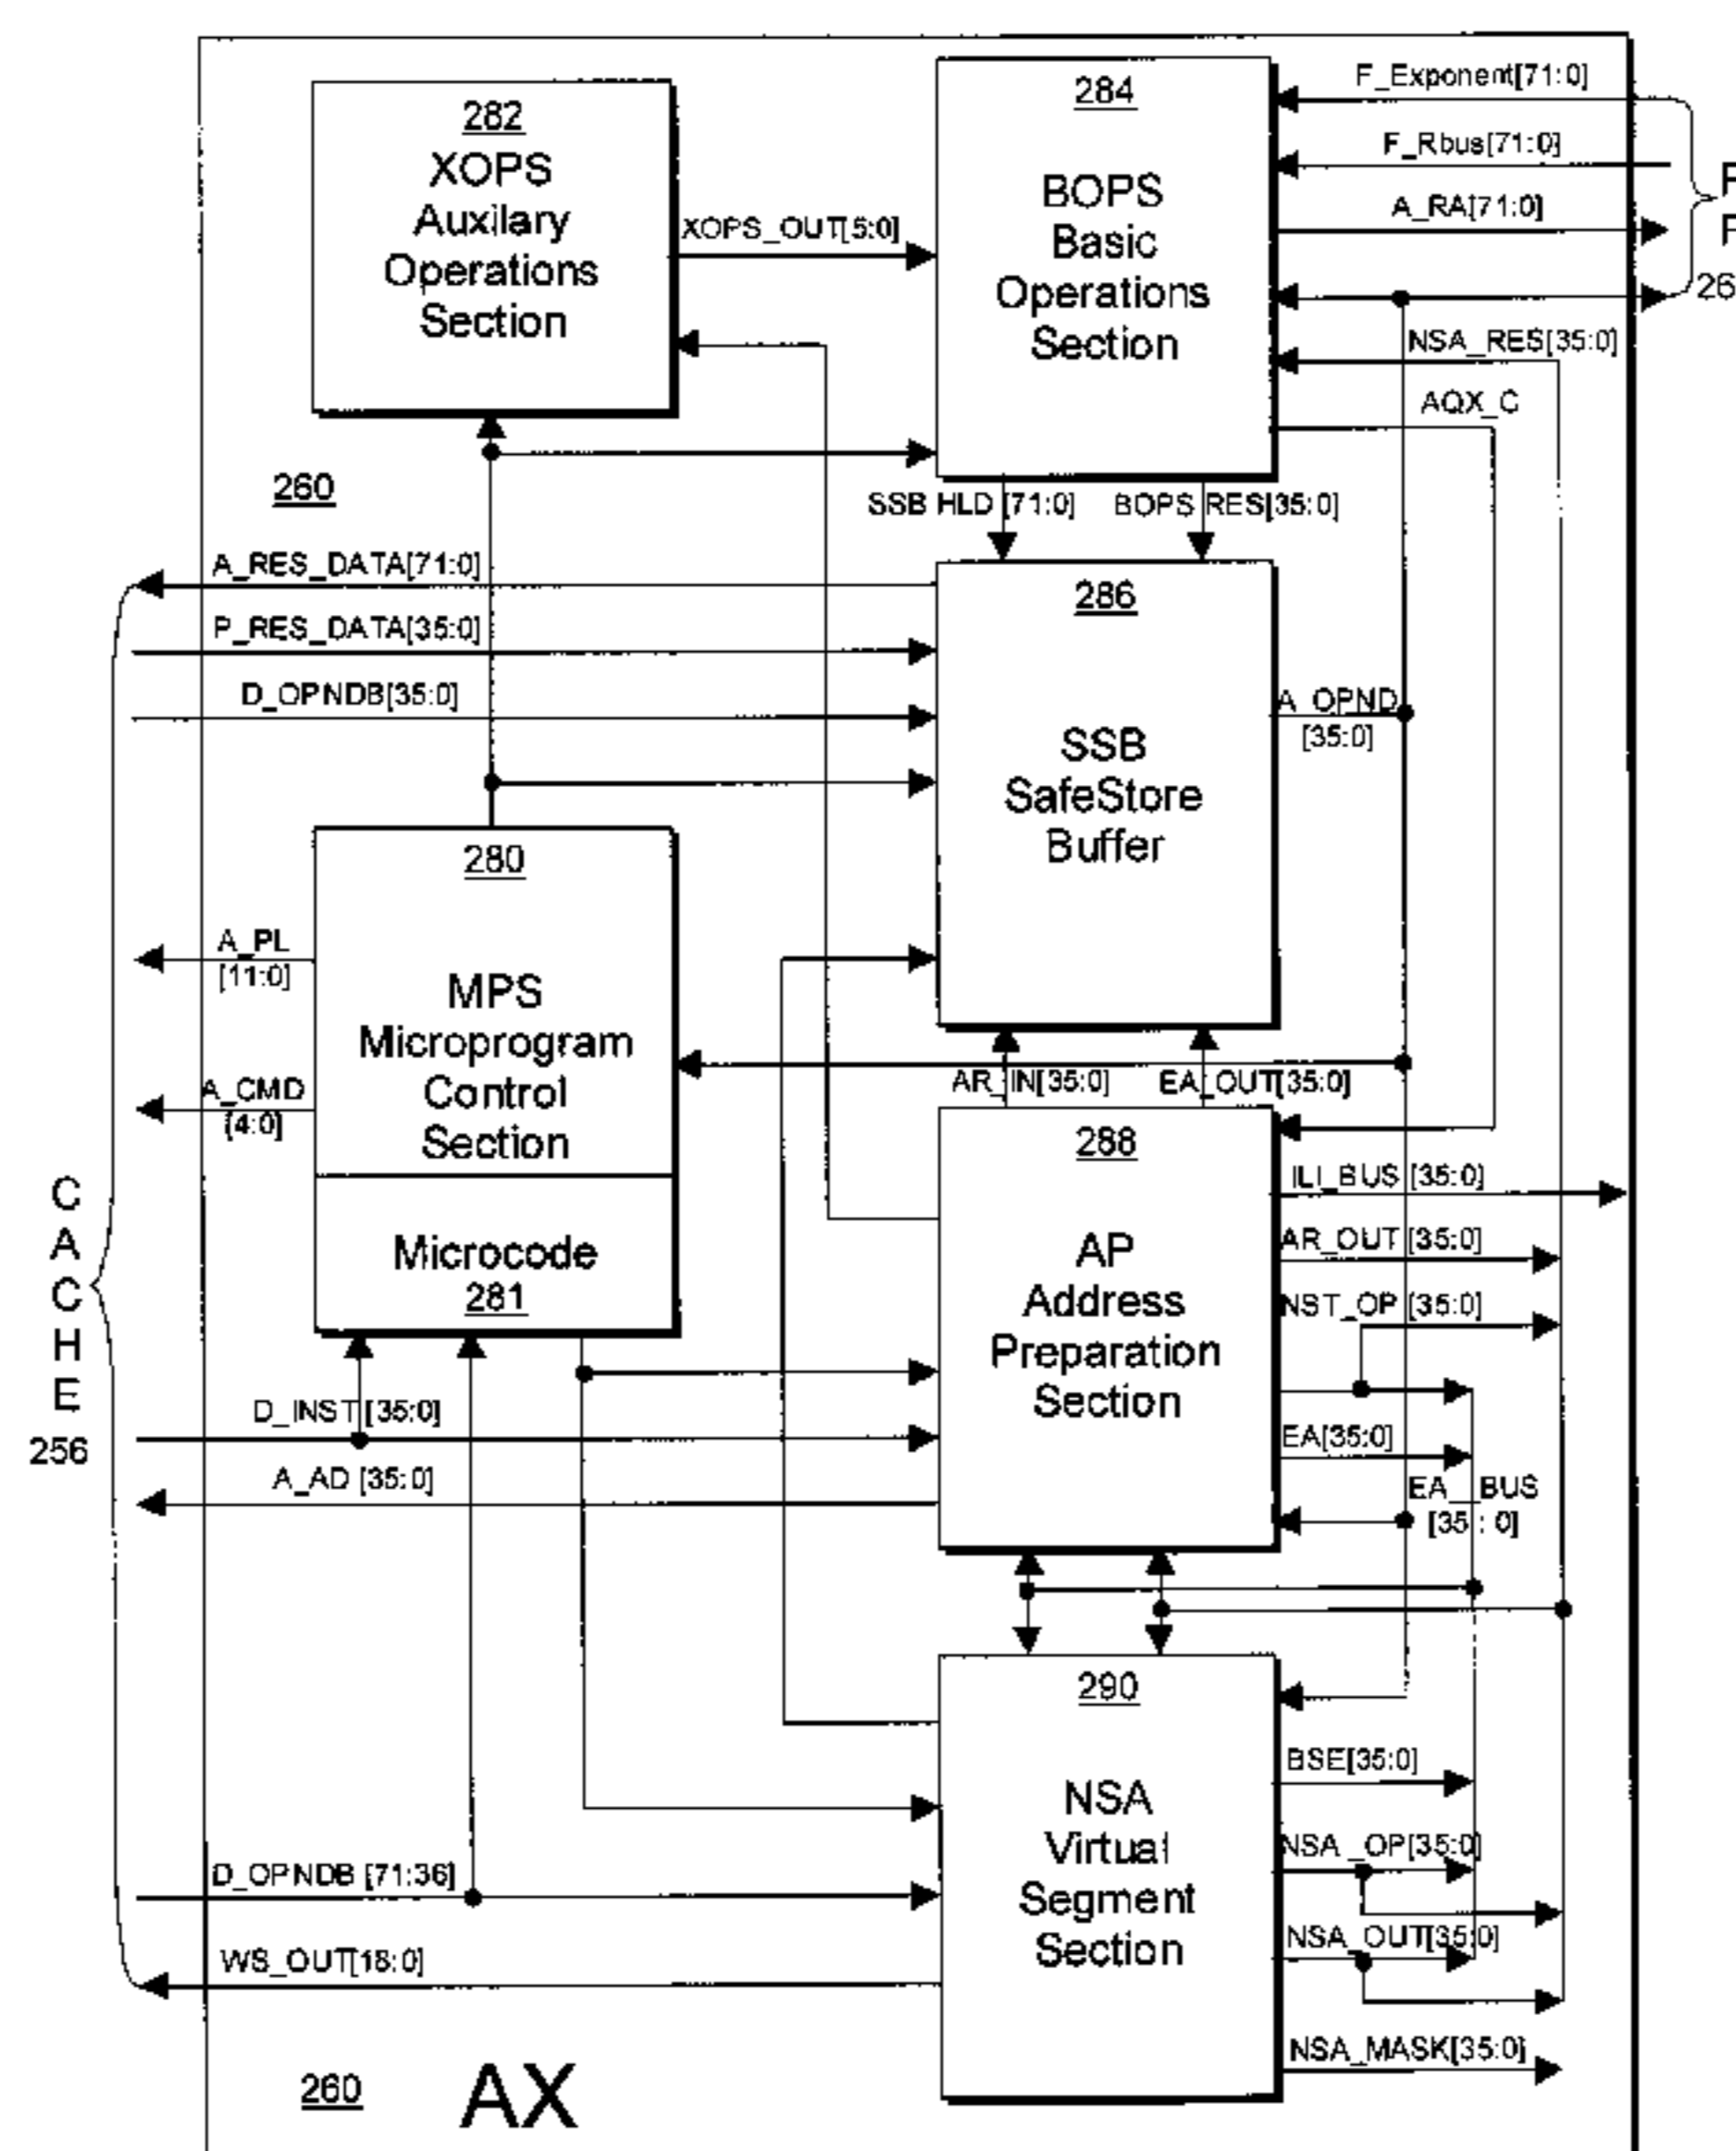 282
XOPS
Auxilary
Operations
Section
XOPS_OUT[5:0]
284
BOPS
Basic
Operations
Section
F_Exponent[71:0]
F_Rbus[71:0]
A_RA[71:0]
F
F
26
NSA_RES[35:0]
AQX_C
260
SSB HLD [71:0]
BOPS RES[35:0]
A_RES_DATA[71:0]
P_RES_DATA[35:0]
D_OPNDB[35:0]
286
SSB
SafeStore
Buffer
A_OPND
[35:0]
280
MPS
Microprogram
Control
Section
Microcode
281
A_PL
[11:0]
A_CMD
[4:0]
AR_IN[35:0]
EA_OUT[35:0]
CACHE
256
288
AP
Address
Preparation
Section
ILI_BUS [35:0]
AR_OUT [35:0]
NST_OP [35:0]
EA[35:0]
EA__BUS
[35 : 0]
D_INST [35:0]
A_AD [35:0]
290
NSA
Virtual
Segment
Section
BSE[35:0]
NSA_OP[35:0]
NSA_OUT[35:0]
NSA_MASK[35:0]
D_OPNDB [71:36]
WS_OUT[18:0]
260
AX